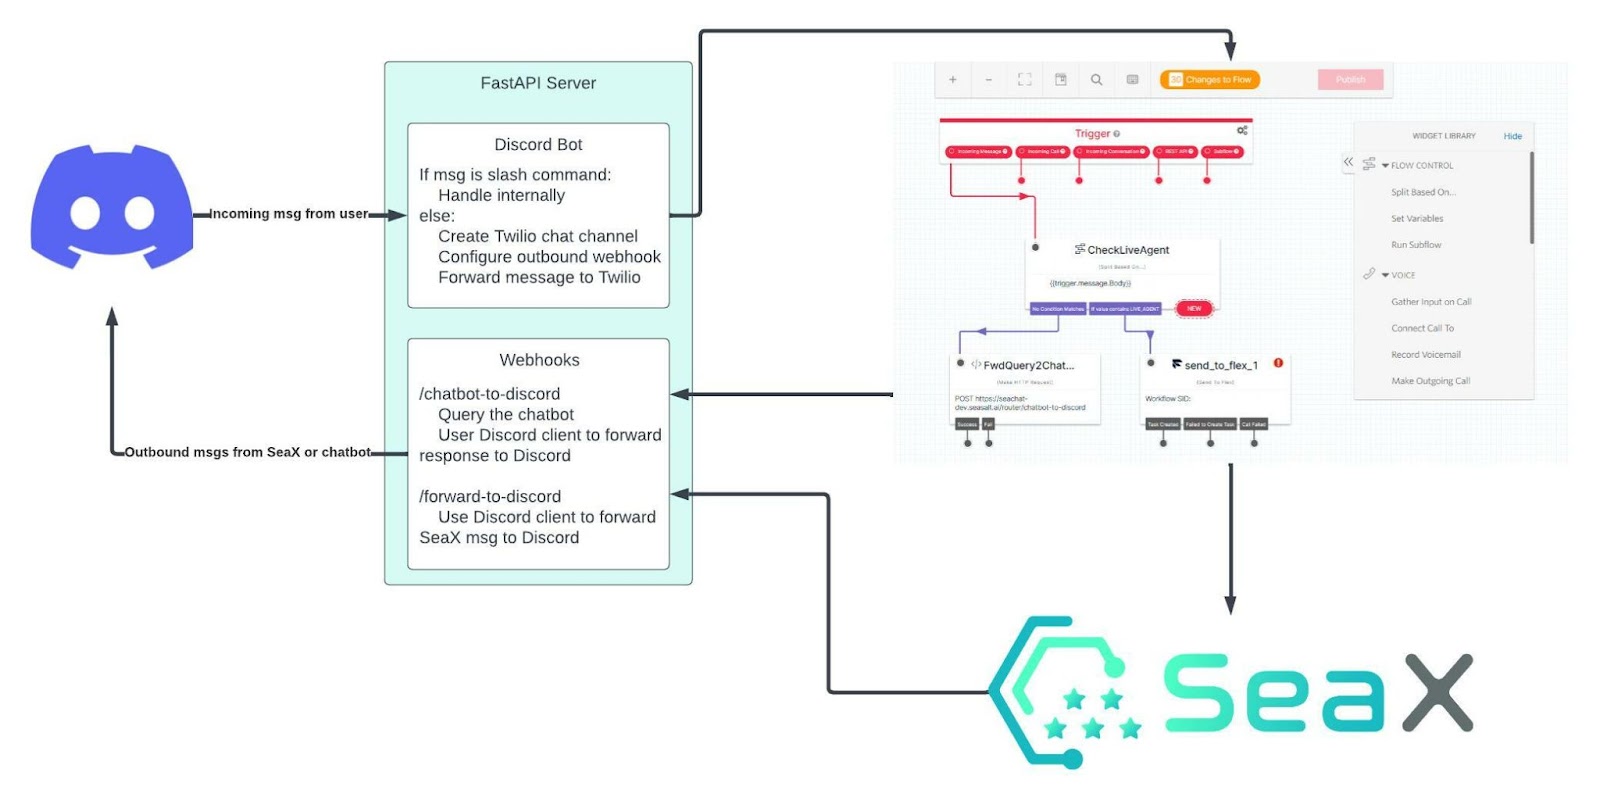 FastAPI Server
Discord Bot
If msg is slash command:
Handle internally
else:
Create Twilio chat channel
Configure outbound webhook
Forward message to Twilio
Incoming msg from user
Webhooks
/chatbot-to-discord
Query the chatbot
User Discord client to forward
response to Discord
/forward-to-discord
Use Discord client to forward
SeaX msg to Discord
Outbound msgs from SeaX or chatbot
Changes to Flow
Publish
Trigger
Incoming Message
Incoming Call
Incoming Conversation
REST API
Subflow
CheckLiveAgent
(Split Based On...)
{{trigger.message.Body}}
No Condition Matches
If value contains LIVE_AGENT
NEW
</> FwdQuery2Chat...
(Make HTTP Request)
POST https://seachat-
dev.seasalt.ai/router/chatbot-to-discord
Success
Fail
send_to_flex_1
(Send To Flex)
Workflow SID:
Task Created
Failed to Create Task
Call Failed
WIDGET LIBRARY
Hide
FLOW CONTROL
Split Based On...
Set Variables
Run Subflow
VOICE
Gather Input on Call
Connect Call To
Record Voicemail
Make Outgoing Call
SeaX